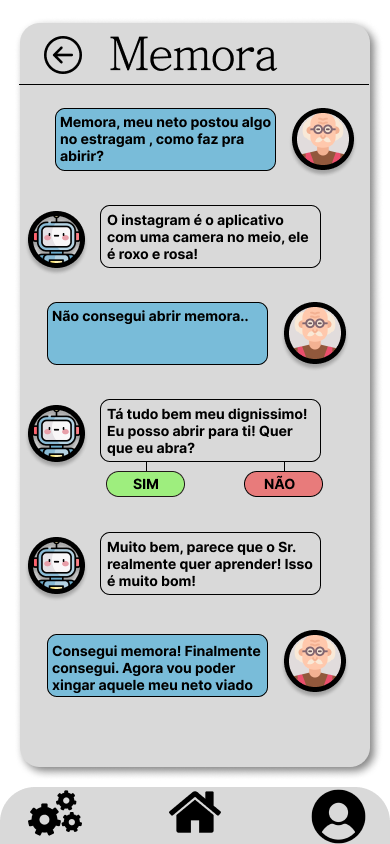 Memora
Memora, meu neto postou algo
no estragam , como faz pra
abirir?
O instagram é o aplicativo
com uma camera no meio, ele
é roxo e rosa!
Não consegui abrir memora..
Tá tudo bem meu dignissimo!
Eu posso abrir para ti! Quer
que eu abra?
SIM
NÃO
Muito bem, parece que o Sr.
realmente quer aprender! Isso
é muito bom!
Consegui memora! Finalmente
consegui. Agora vou poder
xingar aquele meu neto viado